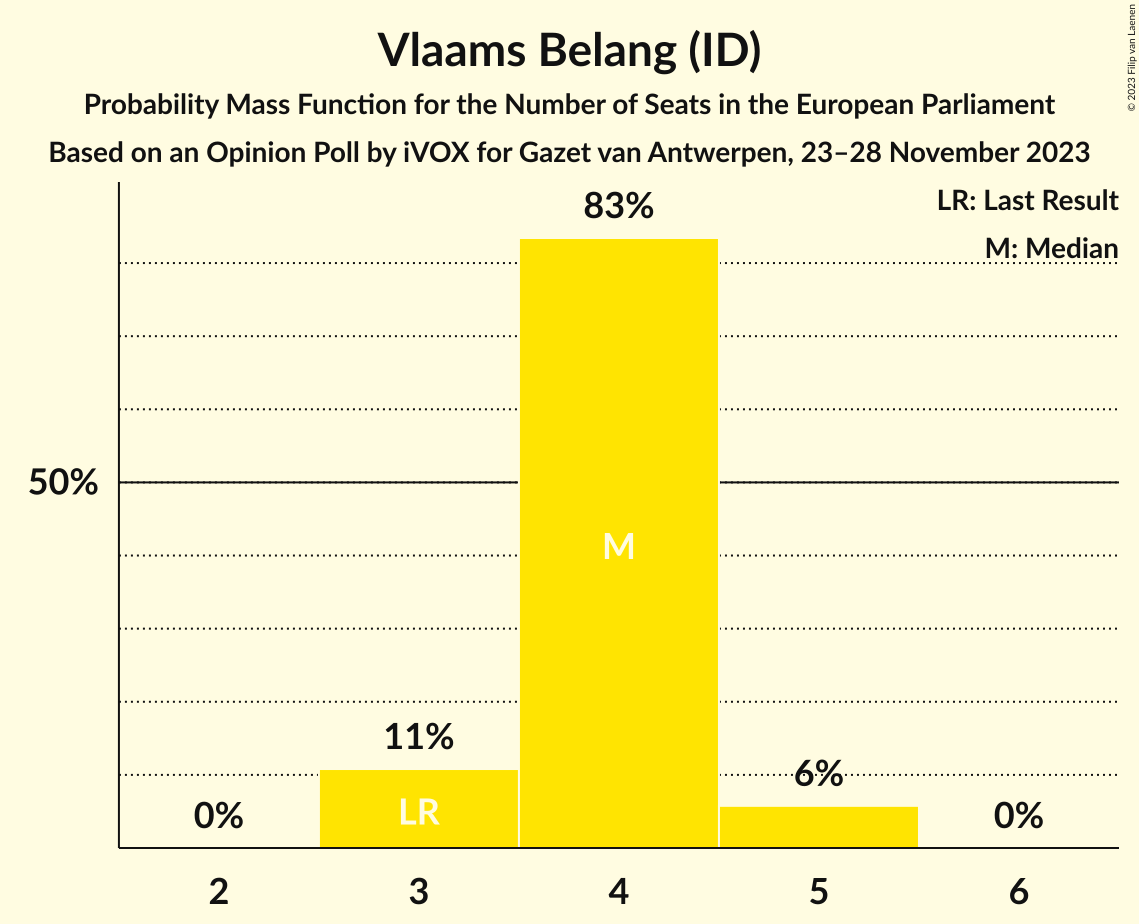 Vlaams Belang (ID)
Probability Mass Function for the Number of Seats in the European Parliament
Based on an Opinion Poll by iVOX for Gazet van Antwerpen, 23–28 November 2023
© 2023 Filip van Laenen
LR: Last Result
M: Median
83%
50%
M
11%
6%
0%
LR
0%
2
3
4
5
6